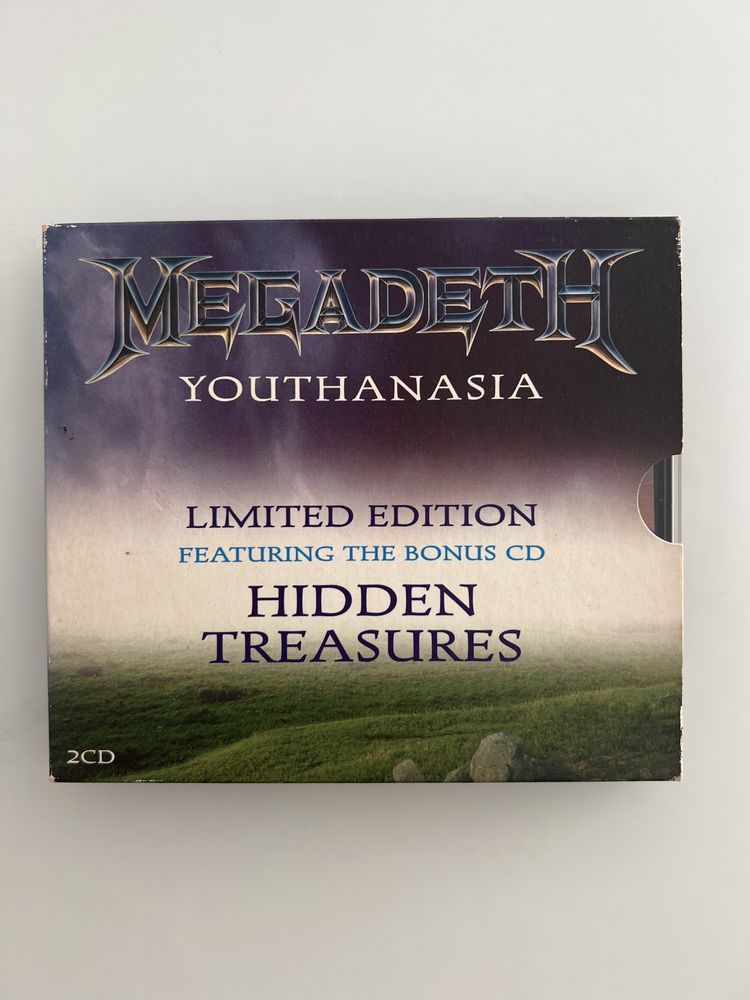 MEGADETH
YOUTHANASIA
LIMITED EDITION
FEATURING THE BONUS CD
HIDDEN
TREASURES
2CD